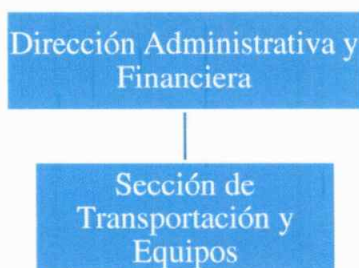 Dirección Administrativa y
Financiera
Sección de
Transportación y
Equipos